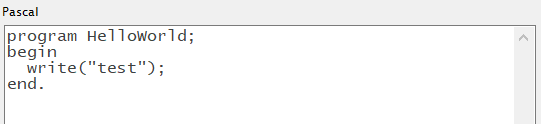 Pascal
program HelloWorld;
begin
  write("test");
end.